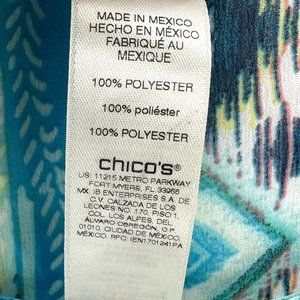 MADE IN MEXICO
HECHO EN MÉXICO
FABRIQUÉ AU
MEXIQUE
100% POLYESTER
100% poliéster
100% POLYESTER
chico's®
US: 11215 METRO PARKWAY
FORT MYERS, FL 33966
MX: IB ENTERPRISES S.A. DE
C.V. CALZADA DE LOS
LEONES NO. 170, PISO 1,
COL. LOS ALPES, DEL.
ALVARO OBREGÓN, C.P
01010, CIUDAD DE MÉXICO,
MÉXICO. RFC: IEN1701241PA